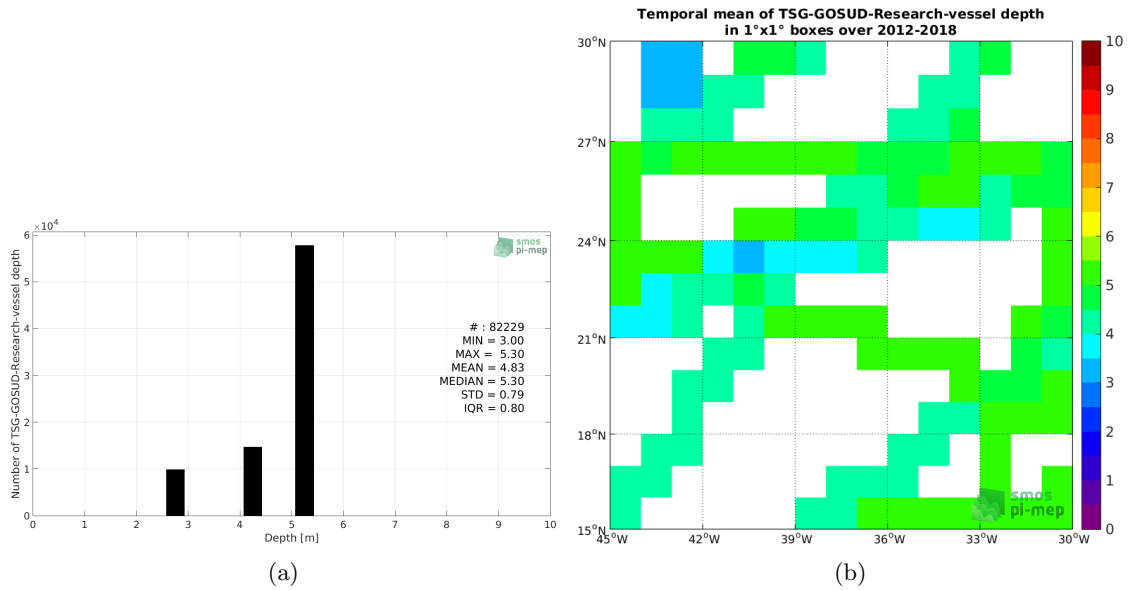 Number of TSG-GOSUD-Research-vessel depth
×10⁴
6
5
4
3
2
1
0
0 1 2 3 4 5 6 7 8 9 10
Depth [m]
smos
pi-mep
# : 82229
MIN = 3.00
MAX = 5.30
MEAN = 4.83
MEDIAN = 5.30
STD = 0.79
IQR = 0.80
(a)
Temporal mean of TSG-GOSUD-Research-vessel depth
in 1°x1° boxes over 2012-2018
30°N
27°N
24°N
21°N
18°N
15°N
45°W 42°W 39°W 36°W 33°W 30°W
smos
pi-mep
10
9
8
7
6
5
4
3
2
1
0
(b)